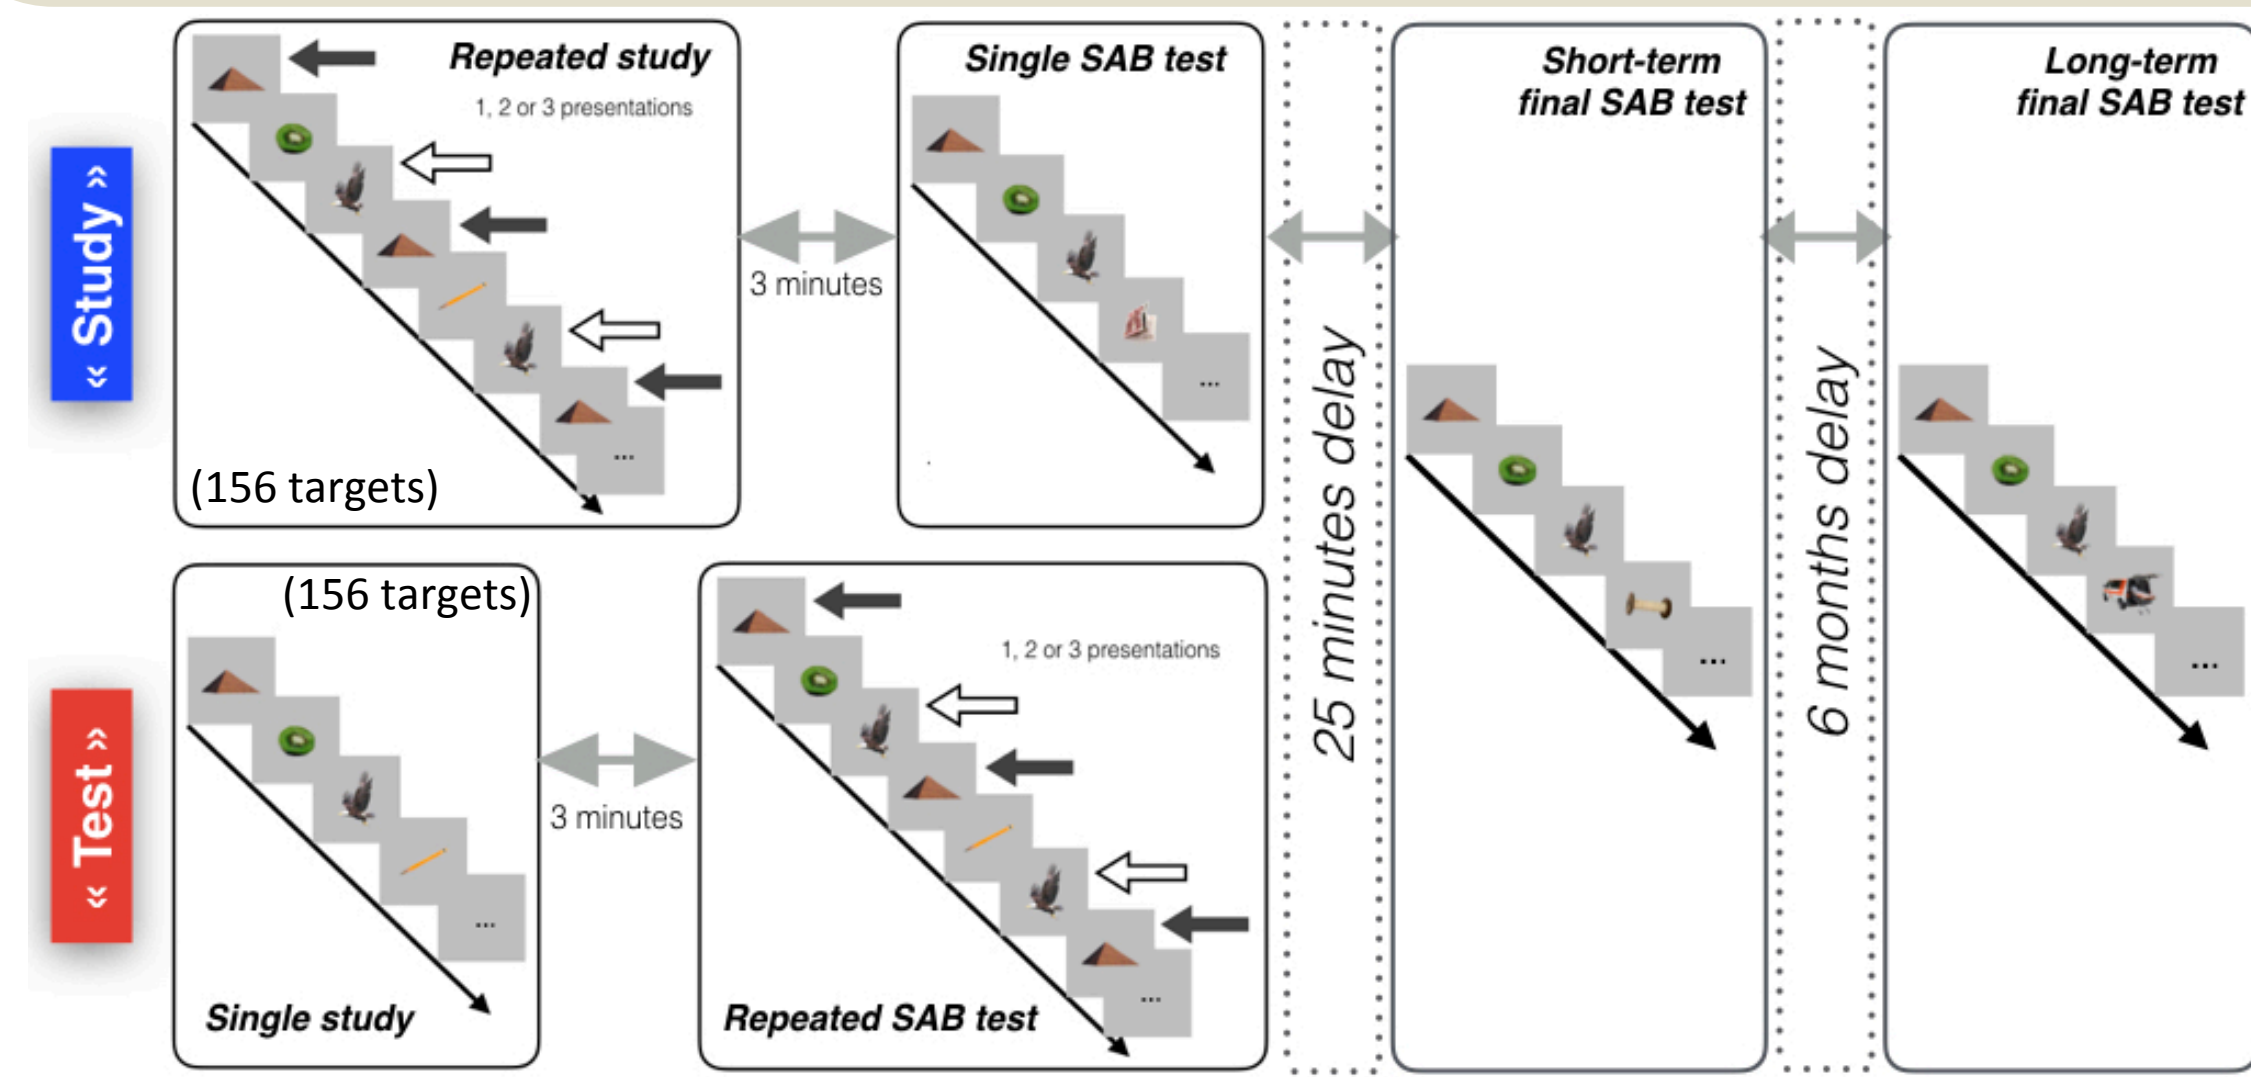 « Study »
Repeated study
1, 2 or 3 presentations
...
(156 targets)
3 minutes
Single SAB test
...
« Test »
(156 targets)
...
Single study
3 minutes
1, 2 or 3 presentations
...
Repeated SAB test
25 minutes delay
Short-term
final SAB test
...
6 months delay
Long-term
final SAB test
...